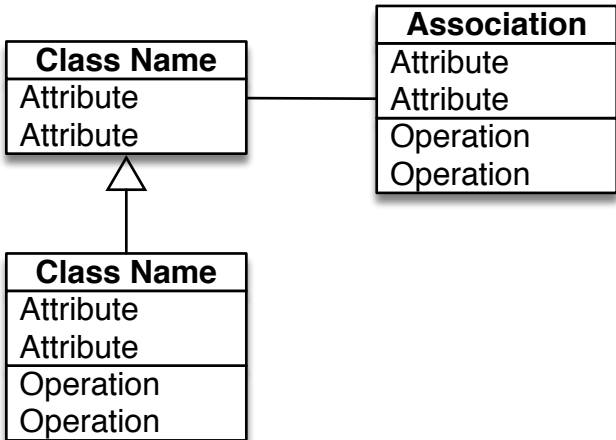 Class Name
Attribute
Attribute
Association
Attribute
Attribute
Operation
Operation
Class Name
Attribute
Attribute
Operation
Operation